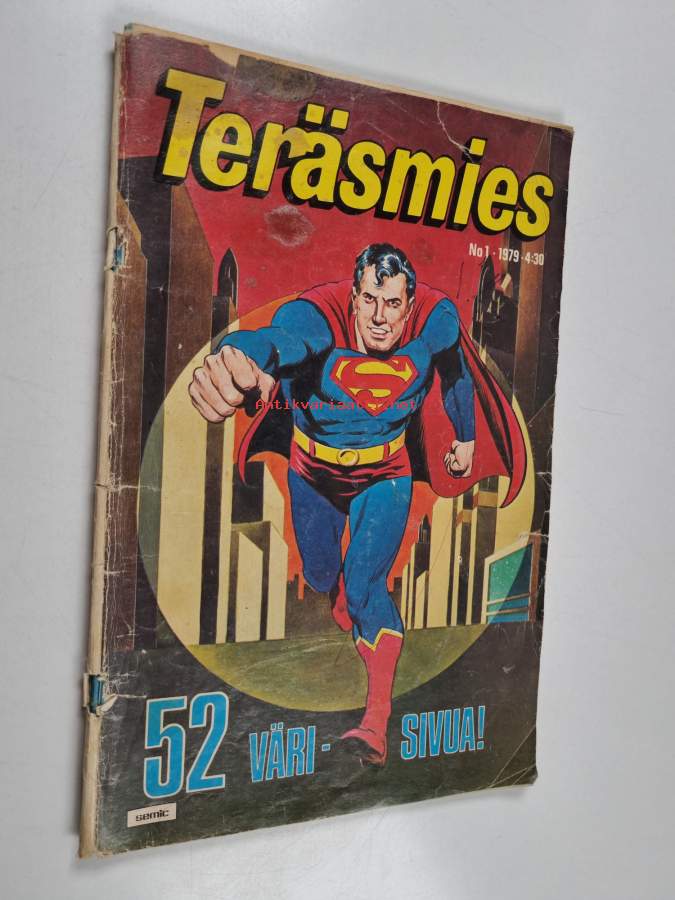 Teräsmies
No 1 · 1979 · 4:30
S
Antikvariaatti.net
52 VÄRI - SIVUA!
semic